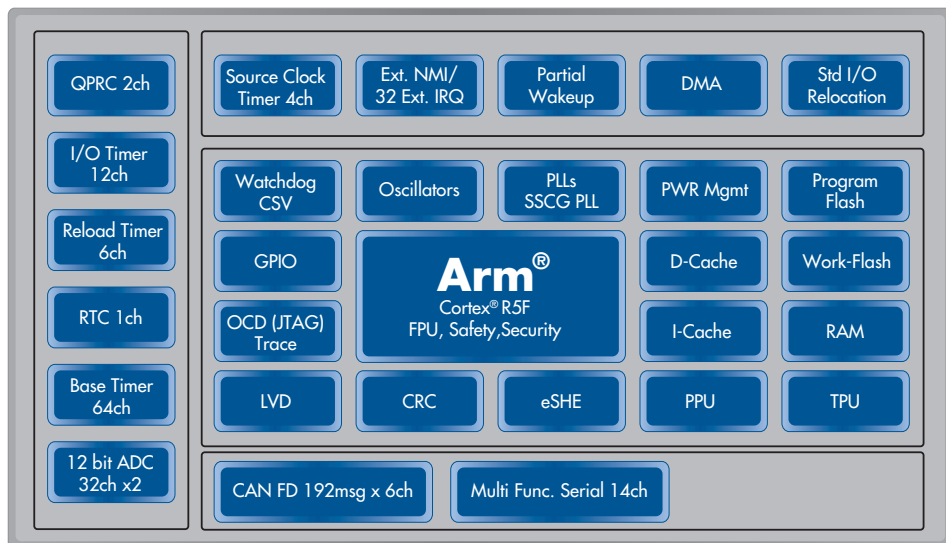 QPRC 2ch
I/O Timer
12ch
Reload Timer
6ch
RTC 1ch
Base Timer
64ch
12 bit ADC
32ch x2
Source Clock
Timer 4ch
Ext. NMI/
32 Ext. IRQ
Partial
Wakeup
DMA
Std I/O
Relocation
Watchdog
CSV
Oscillators
PLLs
SSCG PLL
PWR Mgmt
Program
Flash
GPIO
Arm®
Cortex® R5F
FPU, Safety,Security
D-Cache
Work-Flash
OCD (JTAG)
Trace
I-Cache
RAM
LVD
CRC
eSHE
PPU
TPU
CAN FD 192msg x 6ch
Multi Func. Serial 14ch